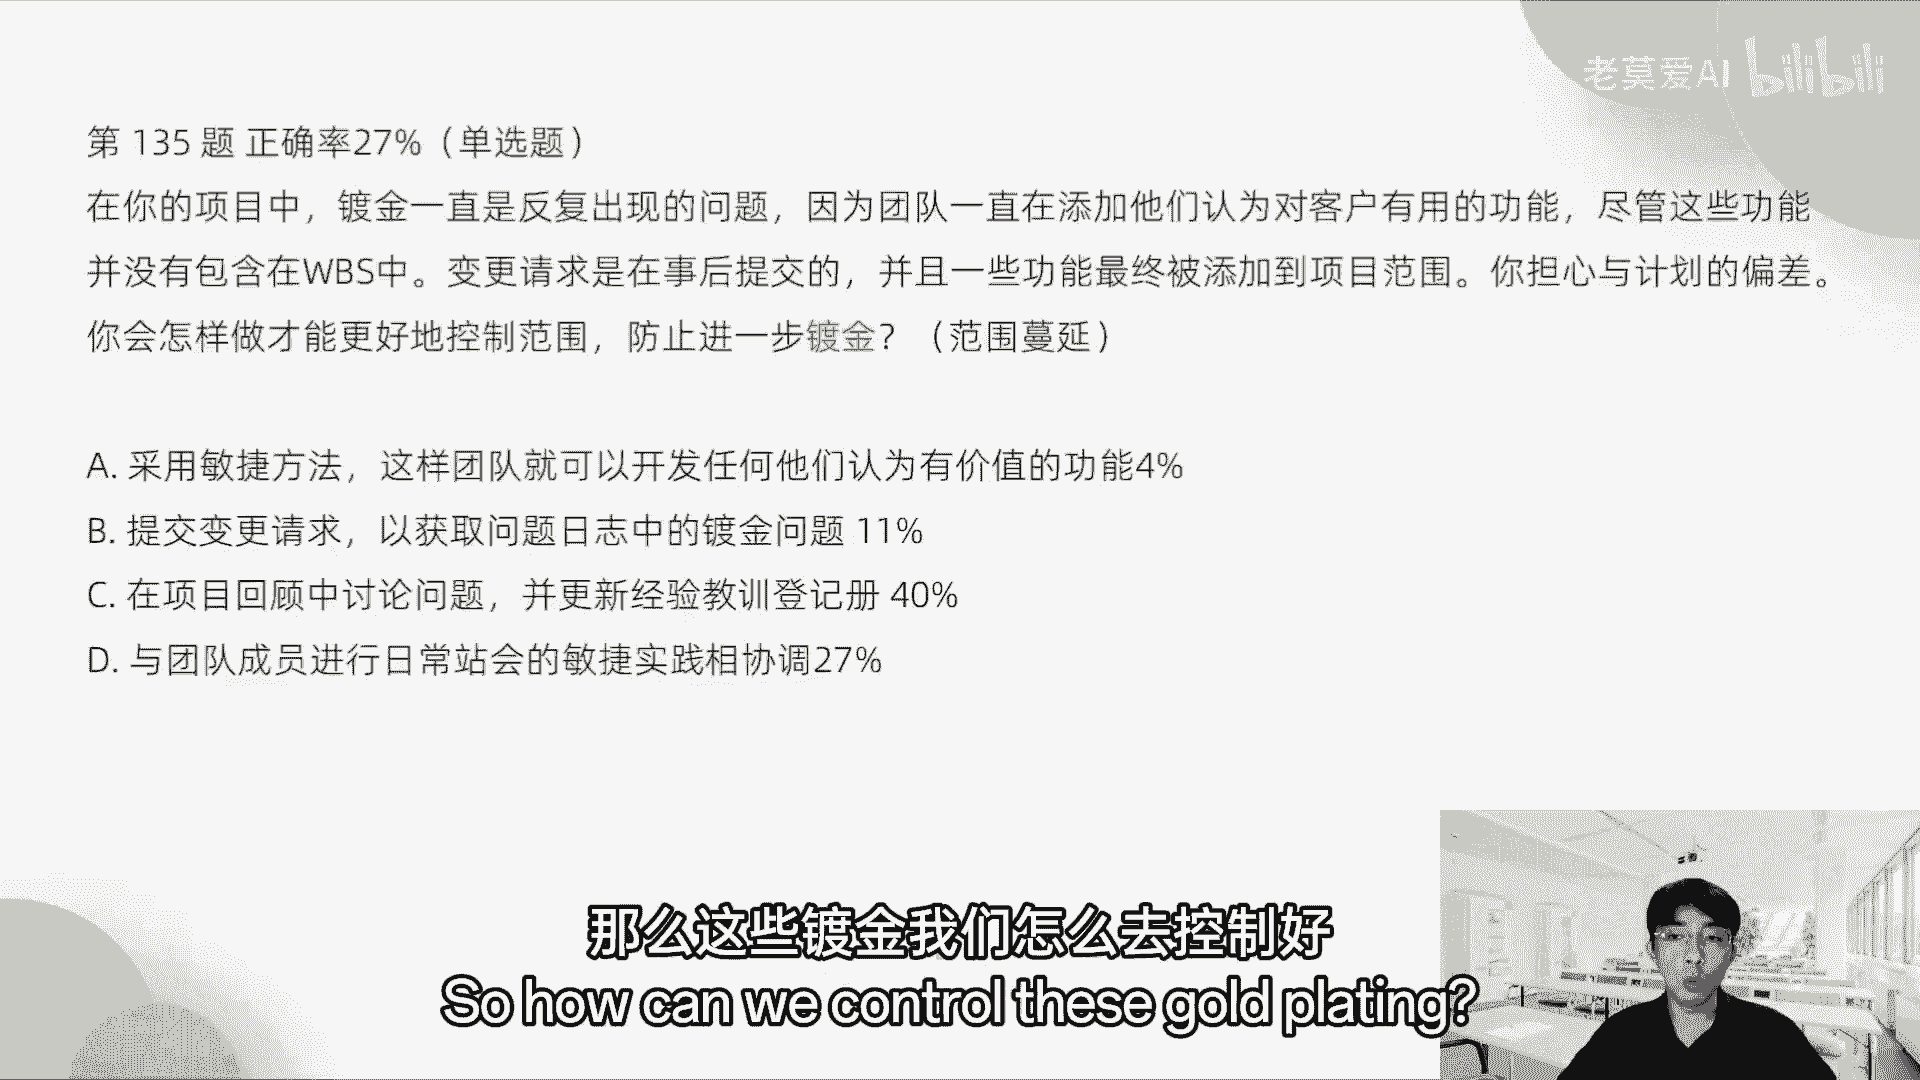 老莫爱AI bilibili
第 135 题 正确率27%（单选题）
在你的项目中，镀金一直是反复出现的问题，因为团队一直在添加他们认为对客户有用的功能，尽管这些功能
并没有包含在WBS中。变更请求是在事后提交的，并且一些功能最终被添加到项目范围。你担心与计划的偏差。
你会怎样做才能更好地控制范围，防止进一步镀金？（范围蔓延）
A. 采用敏捷方法，这样团队就可以开发任何他们认为有价值的功能4%
B. 提交变更请求，以获取问题日志中的镀金问题 11%
C. 在项目回顾中讨论问题，并更新经验教训登记册 40%
D. 与团队成员进行日常站会的敏捷实践相协调27%
那么这些镀金我们怎么去控制好
So how can we control these gold plating?